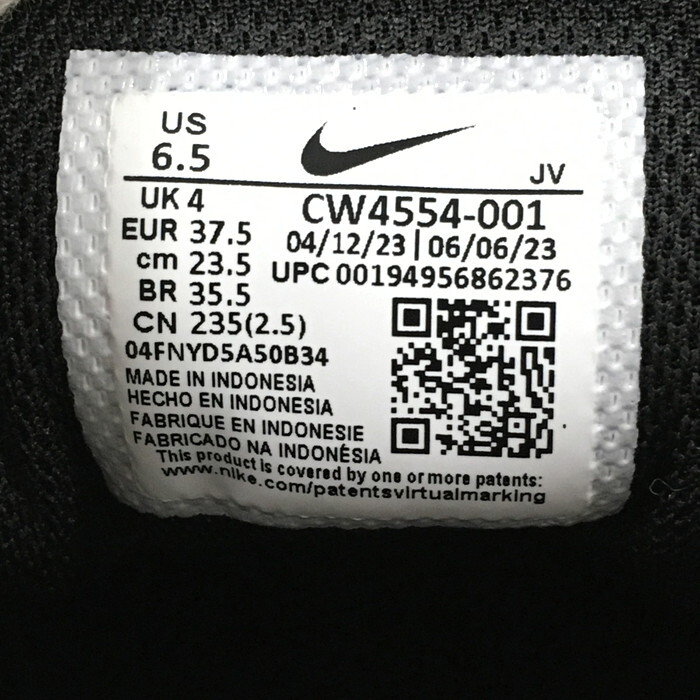 US
6.5
JV
UK 4
EUR 37.5
cm 23.5
BR 35.5
CN 235(2.5)
CW4554-001
04/12/23 | 06/06/23
UPC 00194956862376
04FNYD5A50B34
MADE IN INDONESIA
HECHO EN INDONESIA
FABRIQUE EN INDONESIE
FABRICADO NA INDONÉSIA
This product is covered by one or more patents:
www.nike.com/patentsvirtualmarking